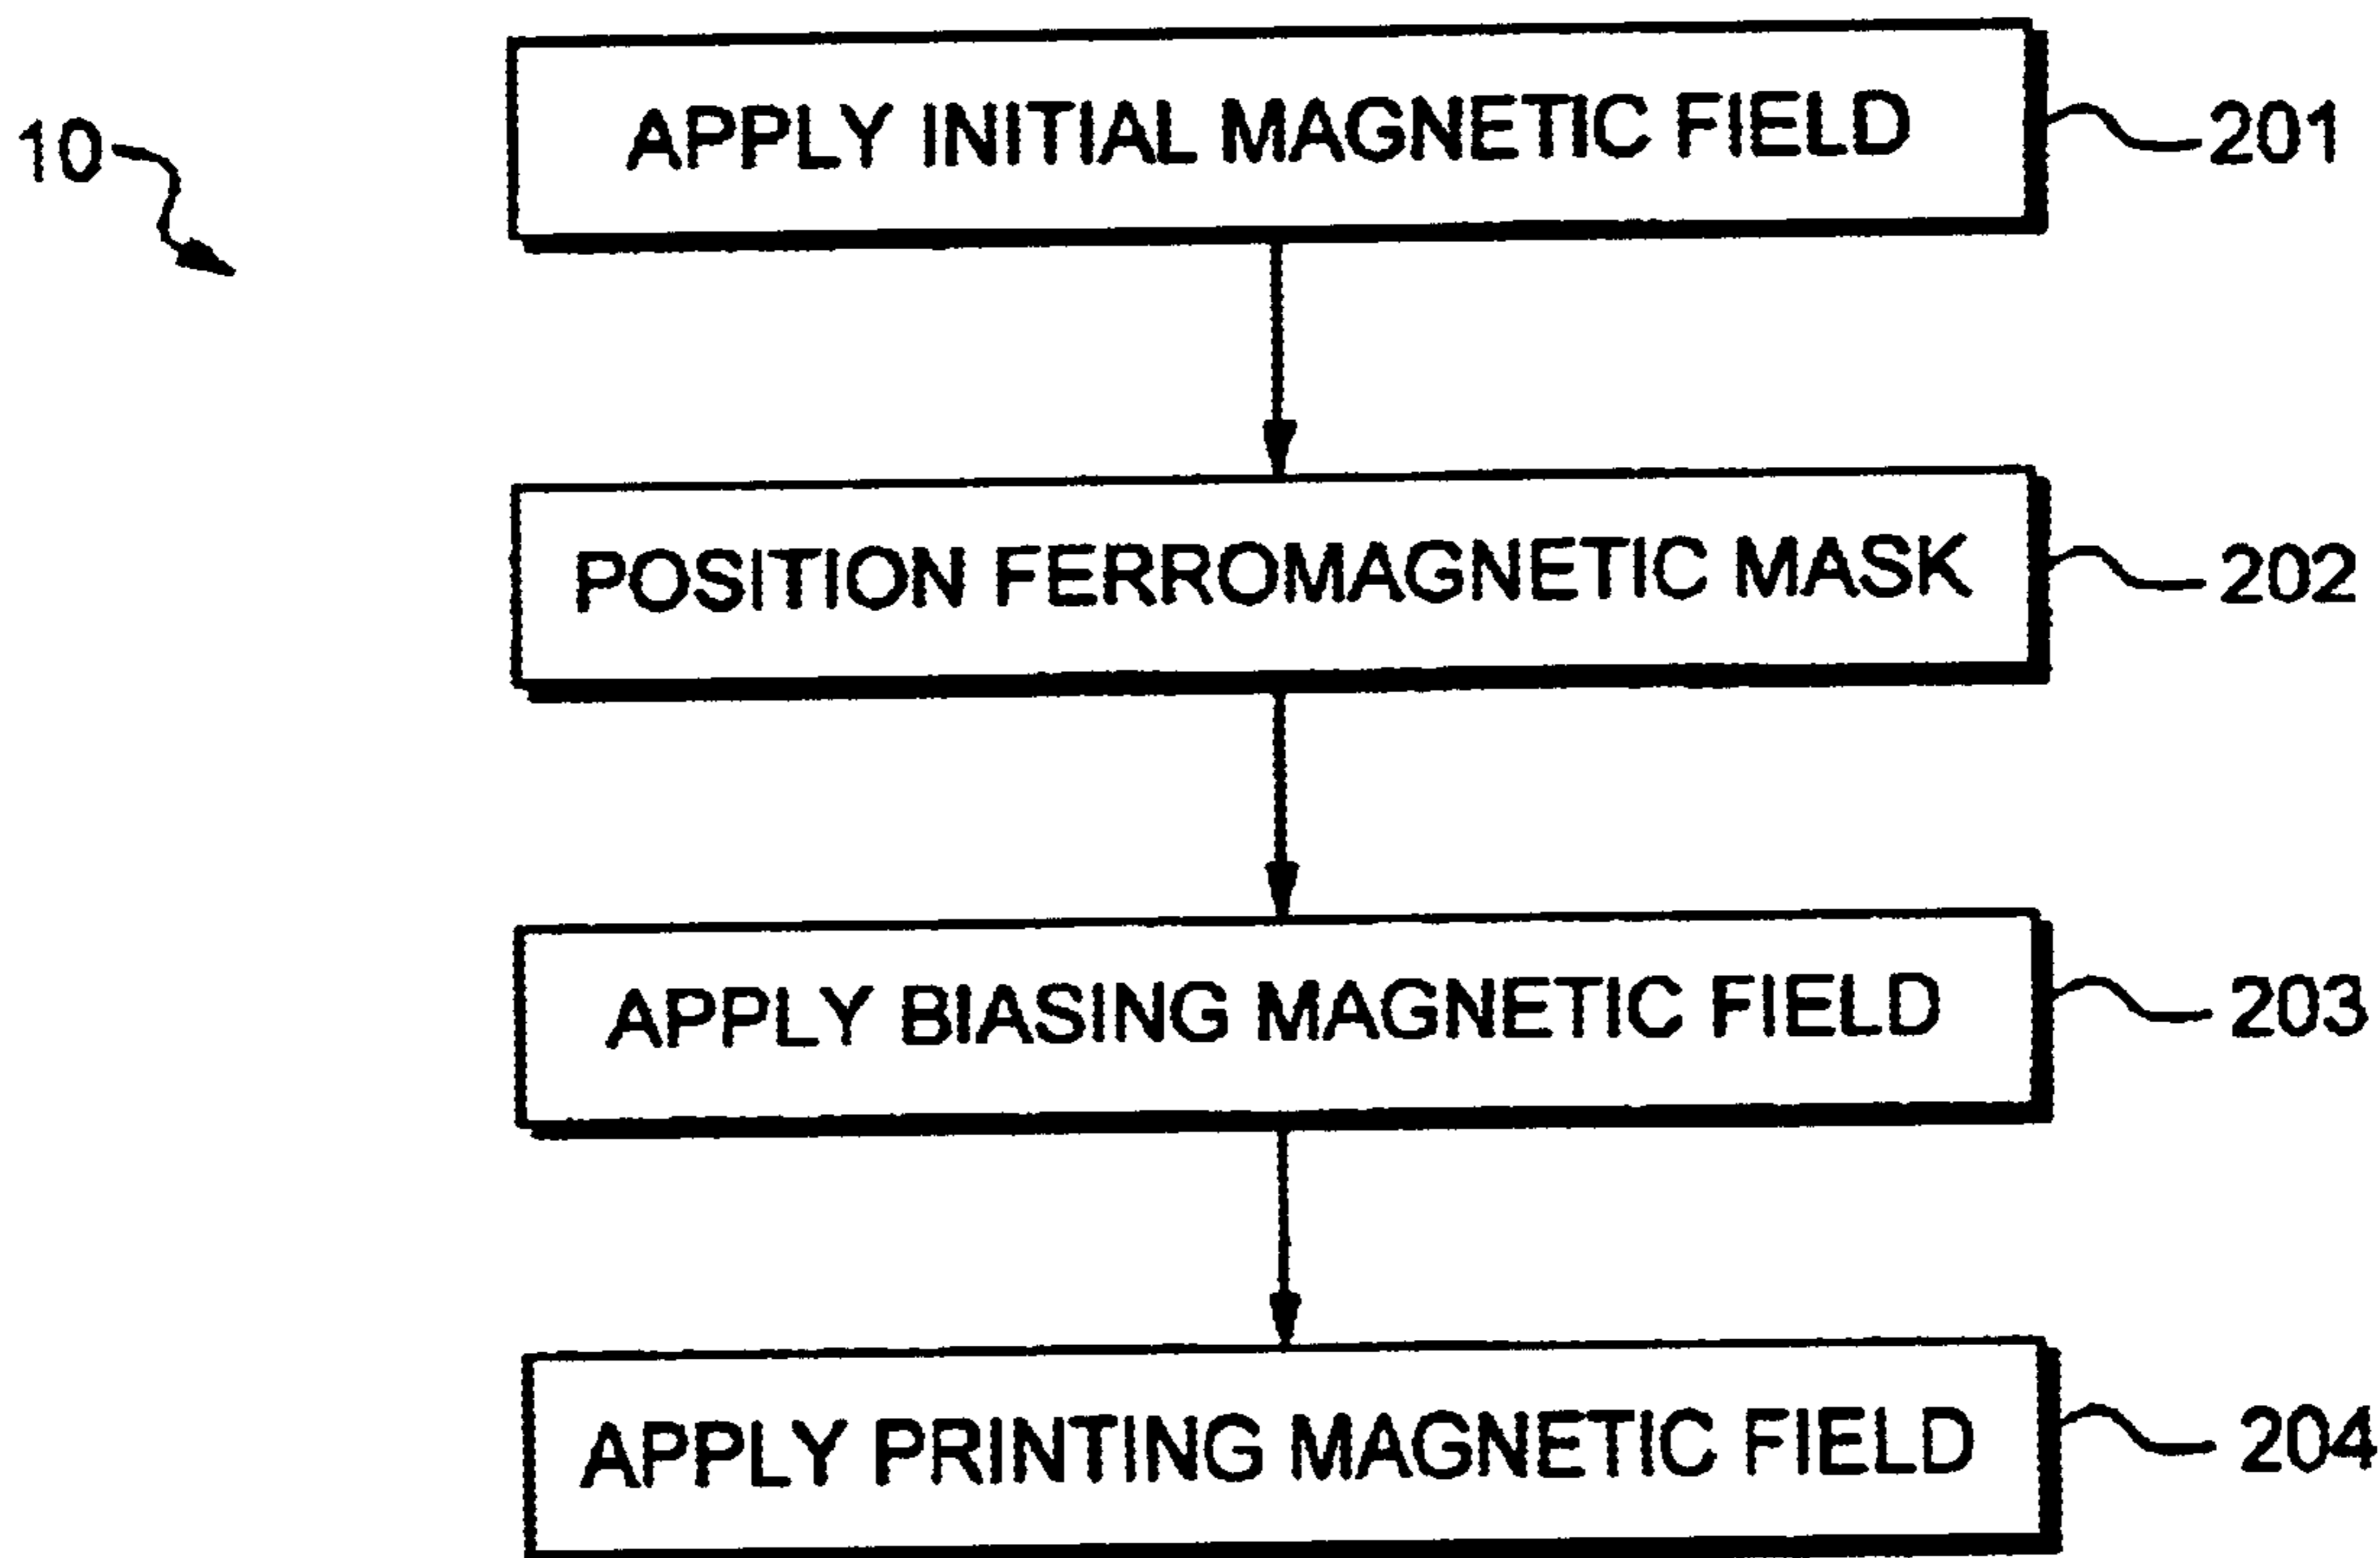 10
APPLY INITIAL MAGNETIC FIELD
201
POSITION FERROMAGNETIC MASK
202
APPLY BIASING MAGNETIC FIELD
203
APPLY PRINTING MAGNETIC FIELD
204